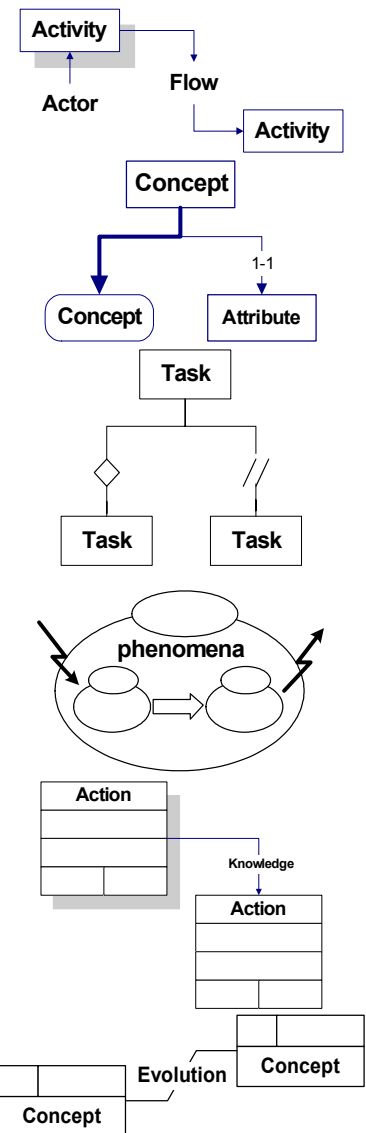 Activity
Flow
Actor
Activity
Concept
1-1
Concept
Attribute
Task
Task
Task
phenomena
Action
Knowledge
Action
Evolution
Concept
Concept